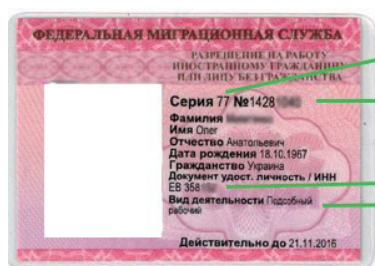 ФЕДЕРАЛЬНАЯ МИГРАЦИОННАЯ СЛУЖБА
РАЗРЕШЕНИЕ НА РАБОТУ
ИНОСТРАННОМУ ГРАЖДАНИНУ
ИЛИ ЛИЦУ БЕЗ ГРАЖДАНСТВА
Серия 77 №1428
Фамилия
Имя Олег
Отчество Анатольевич
Дата рождения 18.10.1967
Гражданство Украина
Документ удост. личность / ИНН
ЕВ 358
Вид деятельности Подсобный
рабочий
Действительно до 21.11.2016